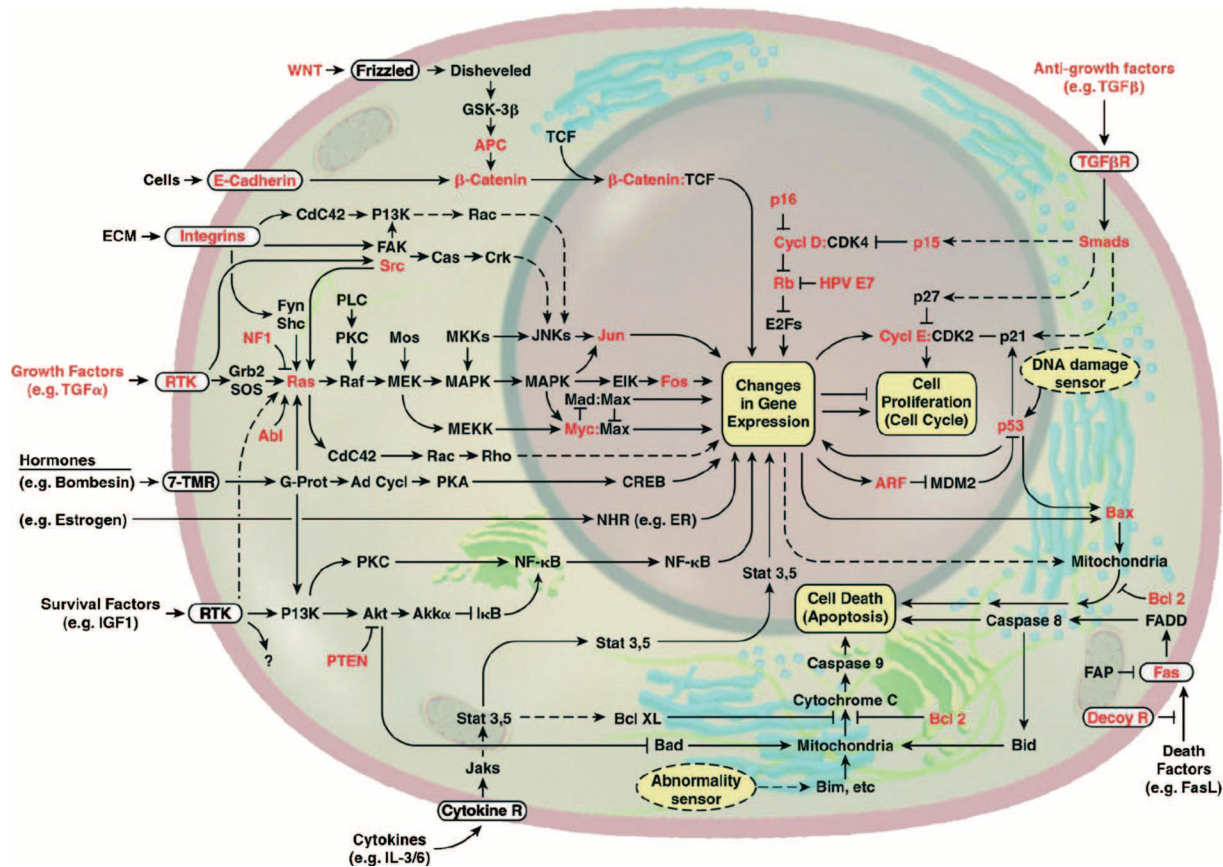 WNT
Frizzled
Disheveled
GSK-3β
APC
TCF
Cells
E-Cadherin
β-Catenin
β-Catenin:TCF
Anti-growth factors
(e.g. TGFβ)
TGFβR
Smads
p16
Cycl D:CDK4
p15
Rb
HPV E7
E2Fs
p27
Cycl E:CDK2
p21
DNA damage
sensor
ECM
Integrins
CdC42
P13K
Rac
FAK
Src
Cas
Crk
Fyn
Shc
PLC
PKC
NF1
Mos
MKKs
JNKs
Jun
Growth Factors
(e.g. TGFα)
RTK
Grb2
SOS
Ras
Raf
MEK
MAPK
MAPK
ElK
Fos
Mad:Max
Abl
MEKK
Myc:Max
CdC42
Rac
Rho
Changes
in Gene
Expression
Cell
Proliferation
(Cell Cycle)
p53
Hormones
(e.g. Bombesin)
7-TMR
G-Prot
Ad Cycl
PKA
CREB
ARF
MDM2
(e.g. Estrogen)
NHR (e.g. ER)
Bax
PKC
NF-κB
NF-κB
Stat 3,5
Mitochondria
Survival Factors
(e.g. IGF1)
RTK
P13K
Akt
Akkα
IκB
?
PTEN
Stat 3,5
Cell Death
(Apoptosis)
Bcl 2
Caspase 8
FADD
Caspase 9
FAP
Fas
Cytochrome C
Stat 3,5
Bcl XL
Bcl 2
Decoy R
Bad
Mitochondria
Bid
Death
Factors
(e.g. FasL)
Jaks
Abnormality
sensor
Bim, etc
Cytokine R
Cytokines
(e.g. IL-3/6)